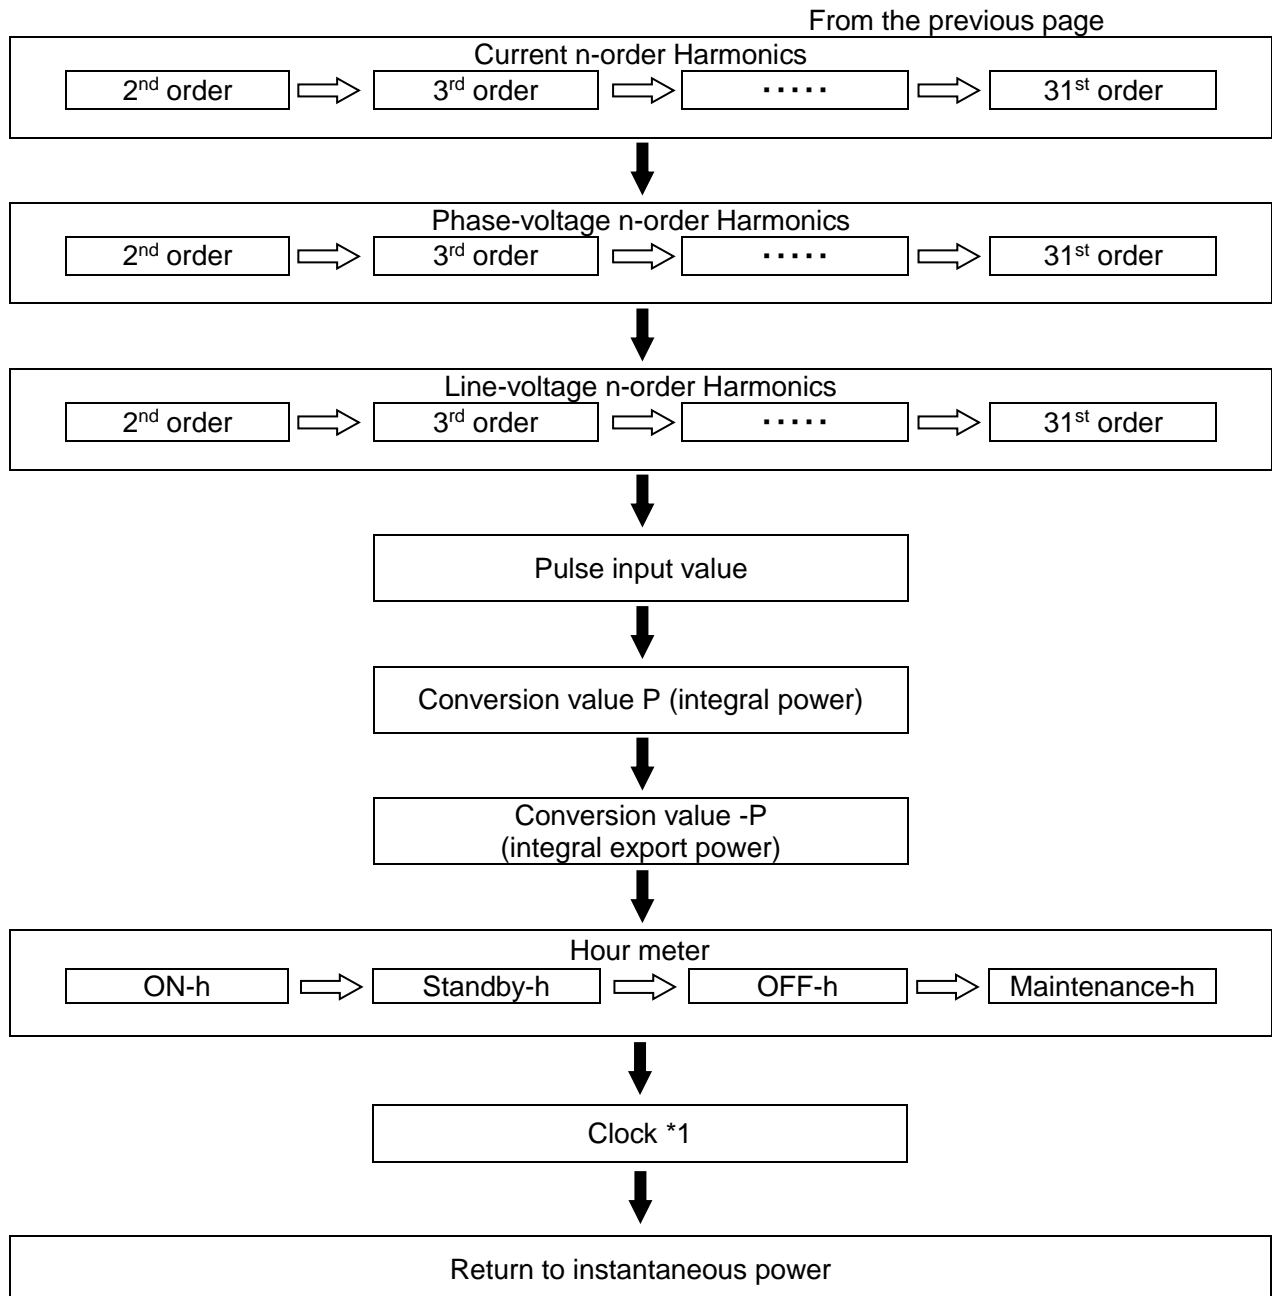 From the previous page
Current n-order Harmonics
2nd order
3rd order
·····
31st order
Phase-voltage n-order Harmonics
2nd order
3rd order
·····
31st order
Line-voltage n-order Harmonics
2nd order
3rd order
·····
31st order
Pulse input value
Conversion value P (integral power)
Conversion value -P
(integral export power)
Hour meter
ON-h
Standby-h
OFF-h
Maintenance-h
Clock *1
Return to instantaneous power